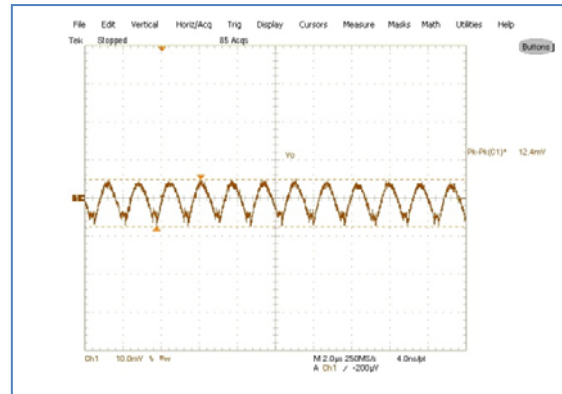 File Edit Vertical Horiz/Acq Trig Display Cursors Measure Masks Math Utilities Help
Tek Stopped 85 Acqs
Buttons
Vo
Pk-Pk(C1)* 12.4mV
Ch1 10.0mV
M 2.0µs 250MS/s 4.0ns/pt
A Ch1 / -200µV